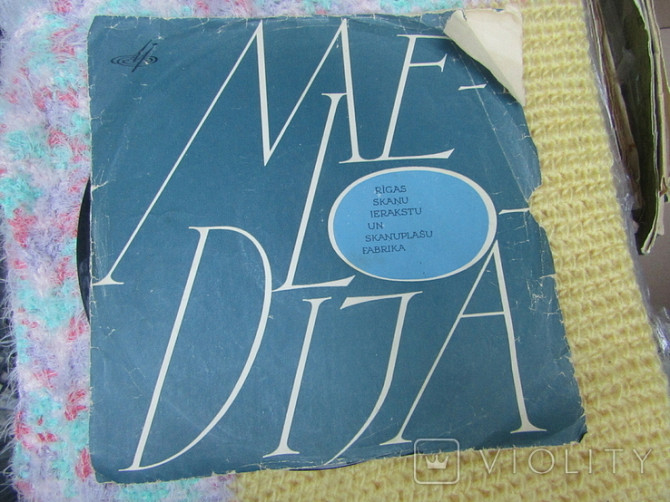 ME-
LO-
DIJA
RĪGAS
SKAŅU
IERAKSTU
UN
SKAŅUPLAŠU
FABRIKA
VIOLITY